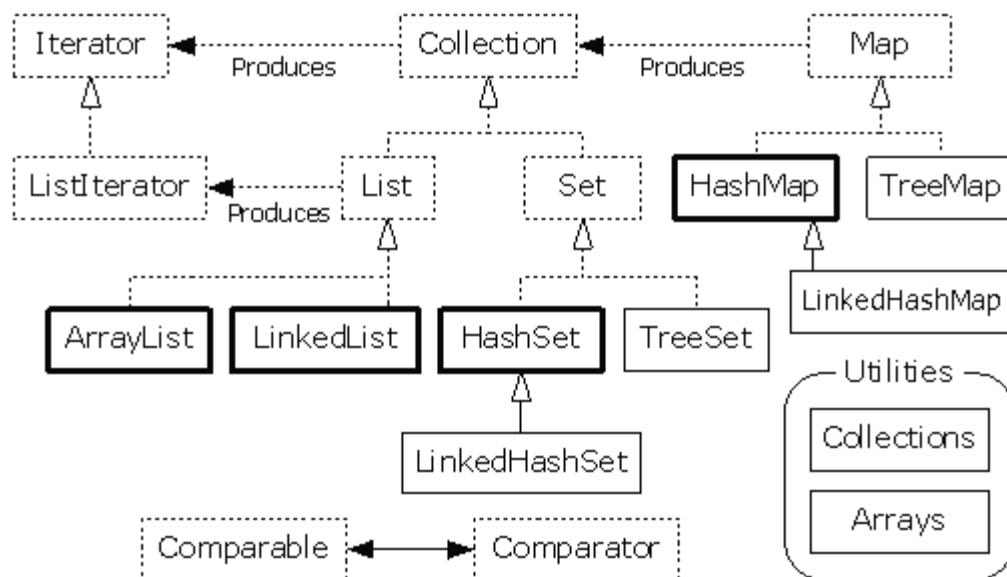 Iterator
Collection
Map
Produces
Produces
ListIterator
List
Set
HashMap
TreeMap
Produces
LinkedHashMap
ArrayList
LinkedList
HashSet
TreeSet
Utilities
Collections
LinkedHashSet
Arrays
Comparable
Comparator